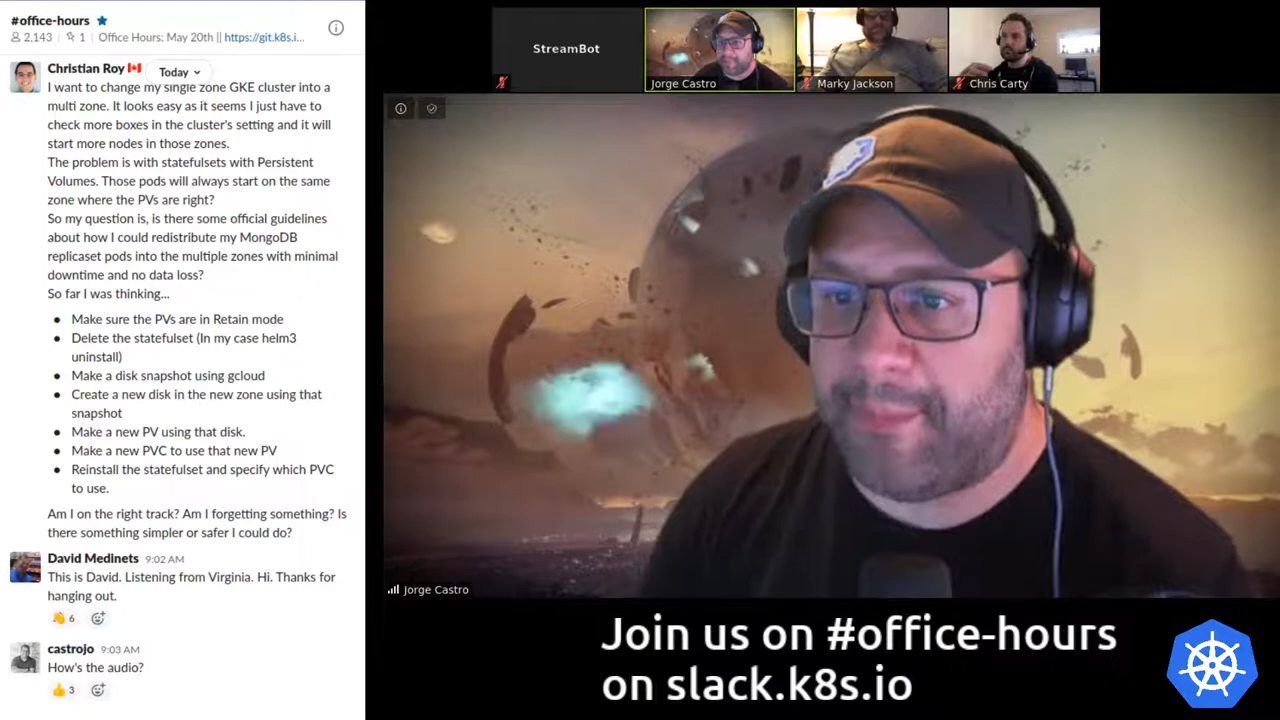 #office-hours
2,143
1
Office Hours: May 20th || https://git.k8s.i...
Christian Roy
Today
I want to change my single zone GKE cluster into a
multi zone. It looks easy as it seems I just have to
check more boxes in the cluster's setting and it will
start more nodes in those zones.
The problem is with statefulsets with Persistent
Volumes. Those pods will always start on the same
zone where the PVs are right?
So my question is, is there some official guidelines
about how I could redistribute my MongoDB
replicaset pods into the multiple zones with minimal
downtime and no data loss?
So far I was thinking...
• Make sure the PVs are in Retain mode
• Delete the statefulset (In my case helm3
uninstall)
• Make a disk snapshot using gcloud
• Create a new disk in the new zone using that
snapshot
• Make a new PV using that disk.
• Make a new PVC to use that new PV
• Reinstall the statefulset and specify which PVC
to use.
Am I on the right track? Am I forgetting something? Is
there something simpler or safer I could do?
David Medinets 9:02 AM
This is David. Listening from Virginia. Hi. Thanks for
hanging out.
6
castrojo 9:03 AM
How's the audio?
3
StreamBot
Jorge Castro
Marky Jackson
Chris Carty
Jorge Castro
Join us on #office-hours
on slack.k8s.io